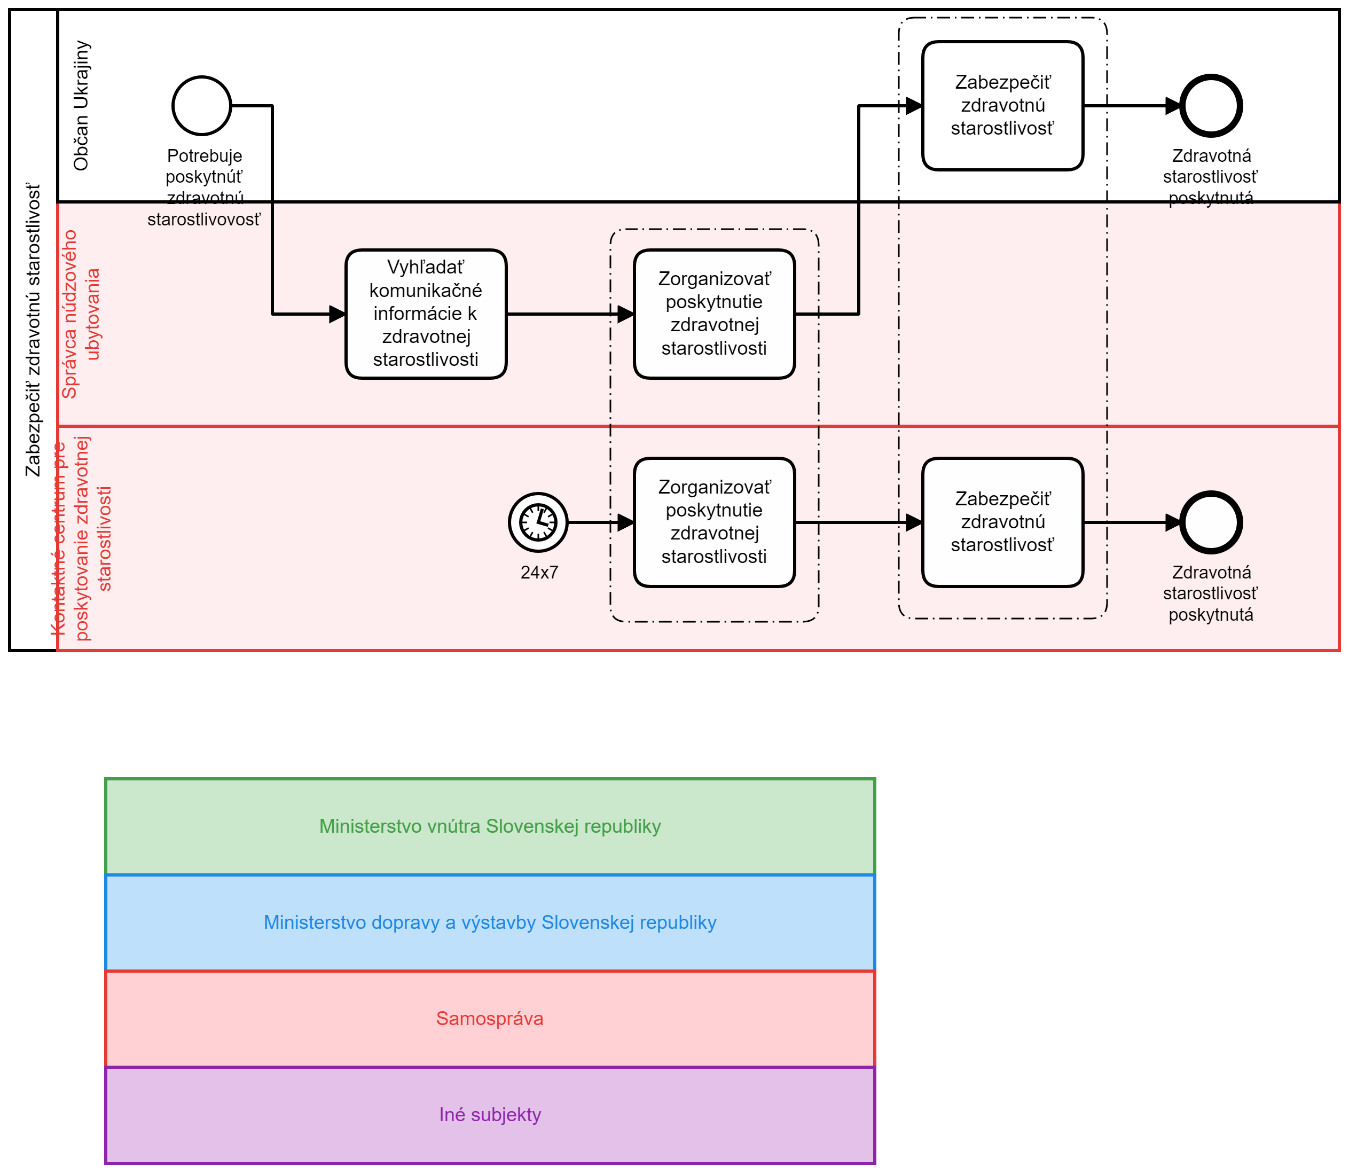 Zabezpečiť zdravotnú starostlivosť
Občan Ukrajiny
Potrebuje
poskytnúť
zdravotnú
starostlivovosť
Zabezpečiť
zdravotnú
starostlivosť
Zdravotná
starostlivosť
poskytnutá
Správca núdzového
ubytovania
Vyhľadať
komunikačné
informácie k
zdravotnej
starostlivosti
Zorganizovať
poskytnutie
zdravotnej
starostlivosti
Kontaktné centrum pre
poskytovanie zdravotnej
starostlivosti
24x7
Zorganizovať
poskytnutie
zdravotnej
starostlivosti
Zabezpečiť
zdravotnú
starostlivosť
Zdravotná
starostlivosť
poskytnutá
Ministerstvo vnútra Slovenskej republiky
Ministerstvo dopravy a výstavby Slovenskej republiky
Samospráva
Iné subjekty